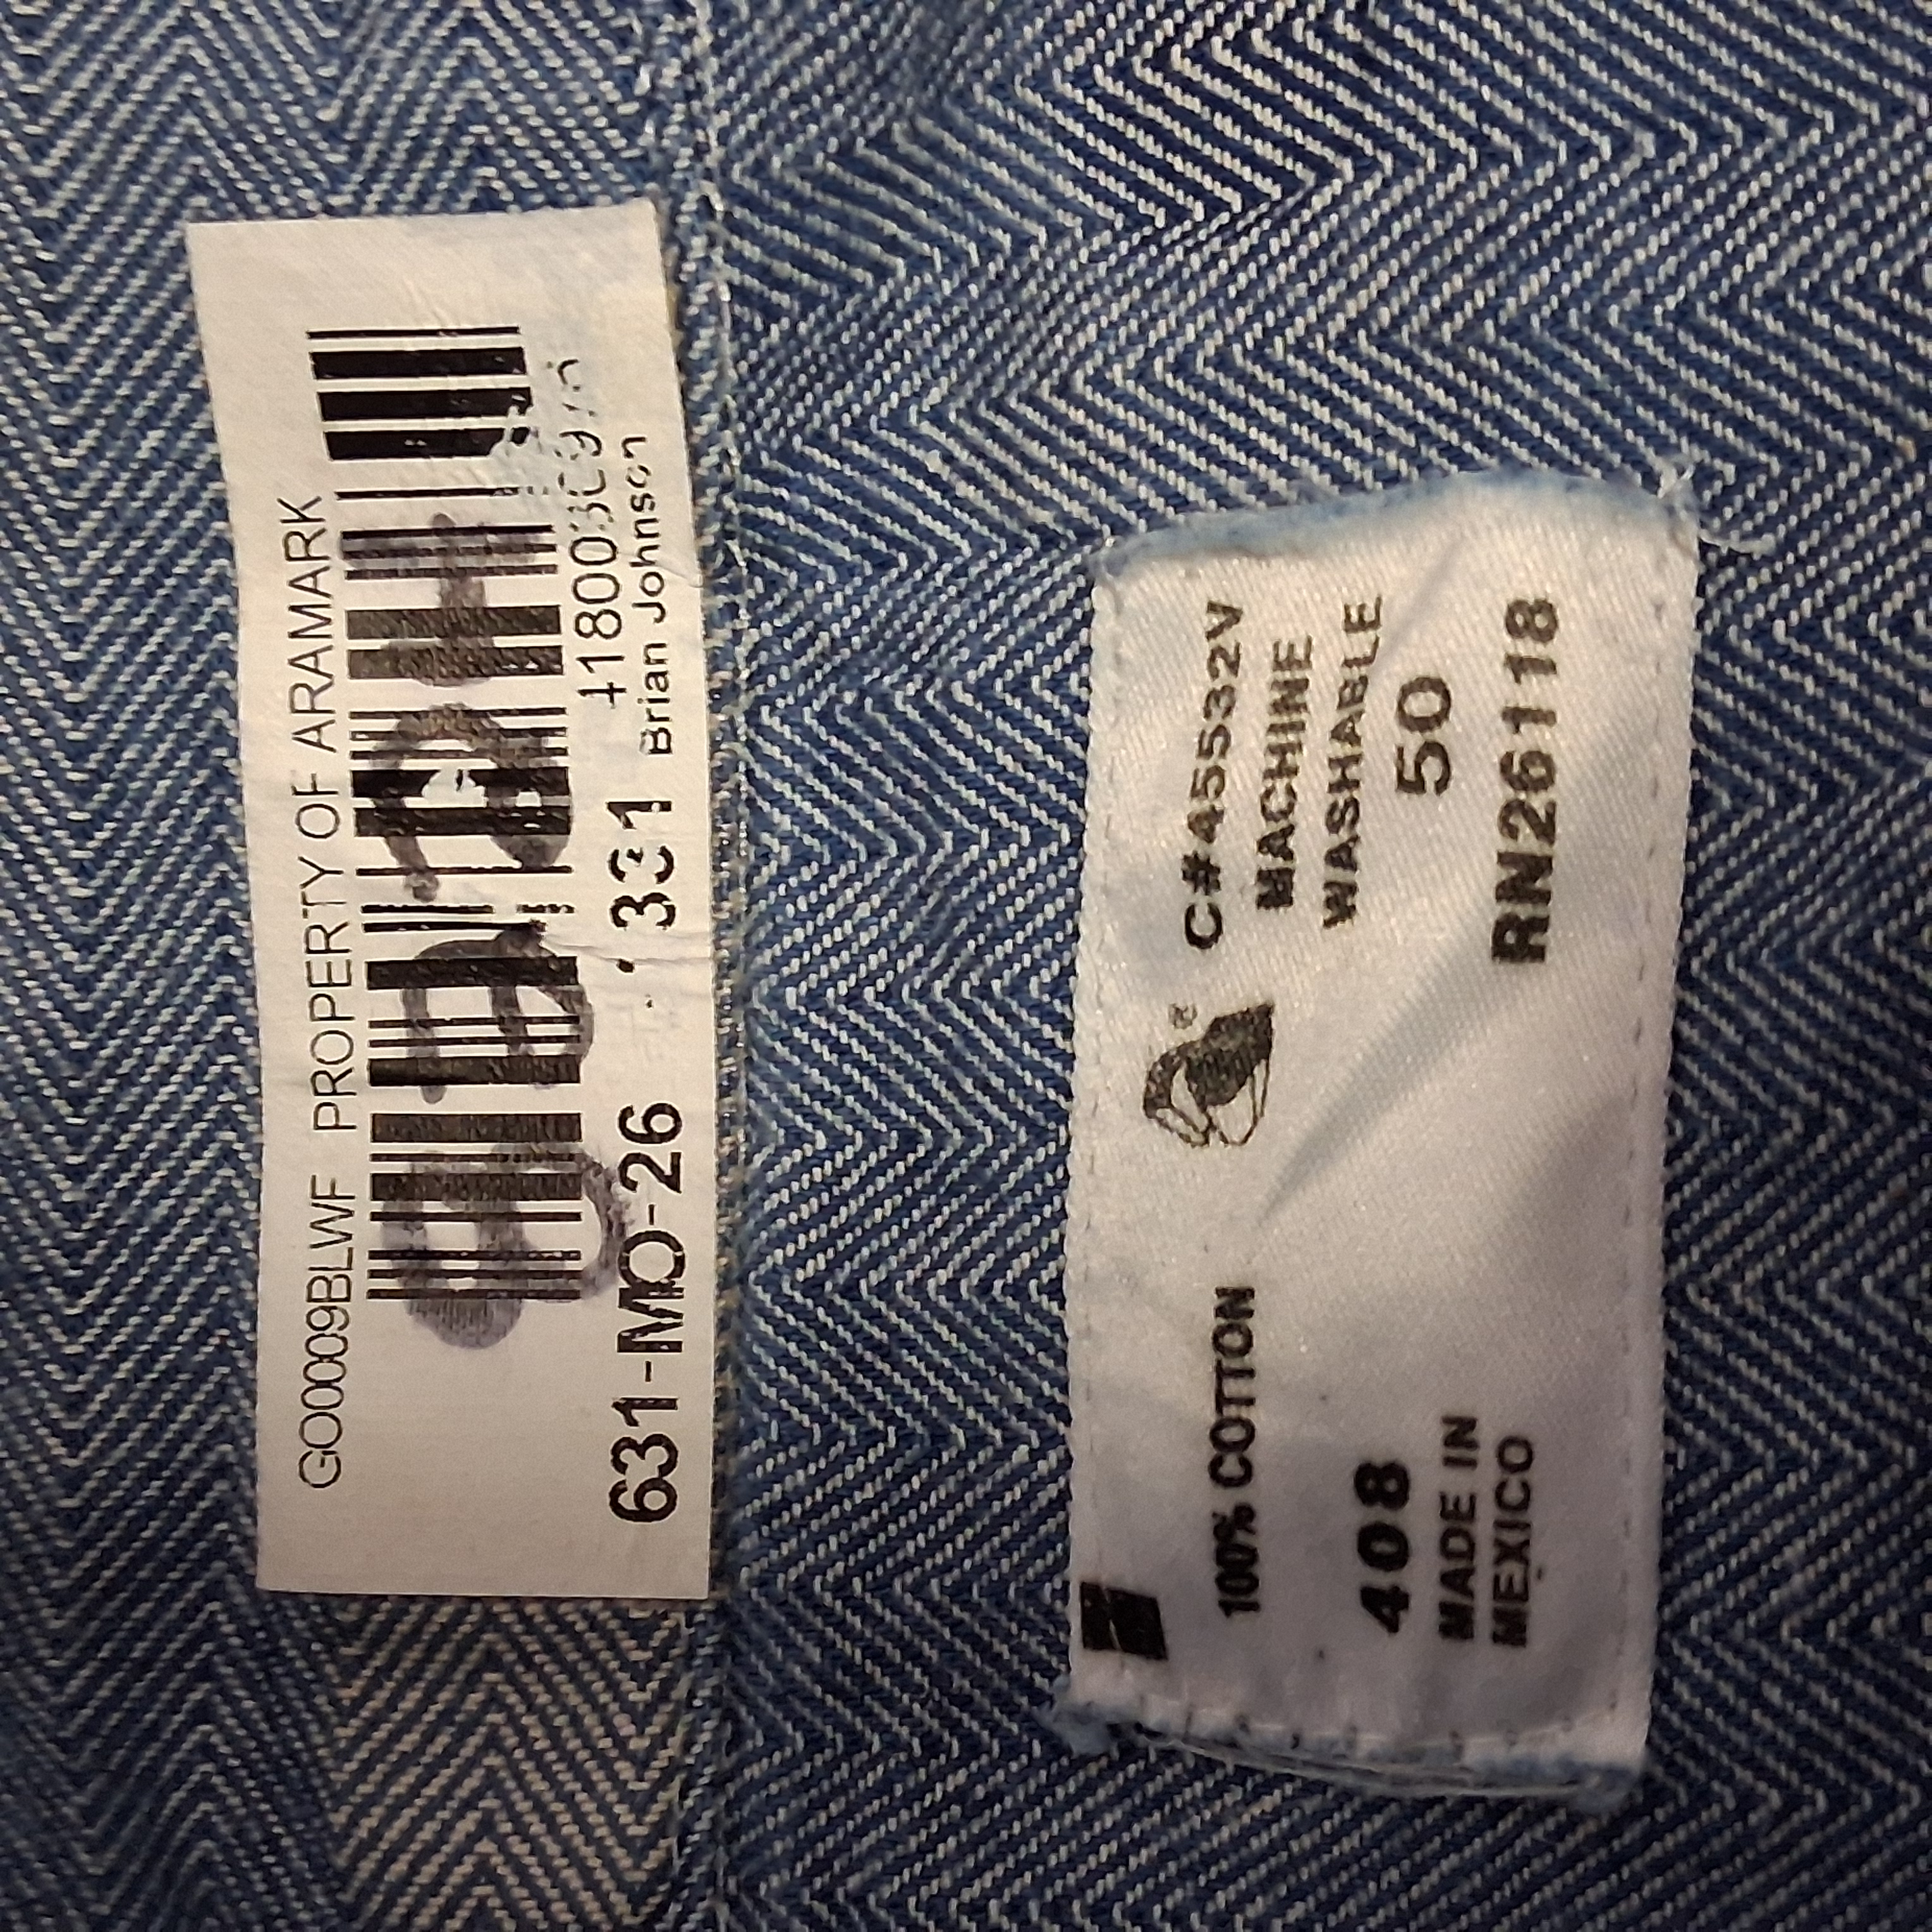 GO0009BLWF PROPERTY OF ARAMARK
631-MO-26
331
Brian Johnson
100% COTTON
408
MADE IN
MEXICO
®
C#45532V
MACHINE
WASHABLE
50
RN26118